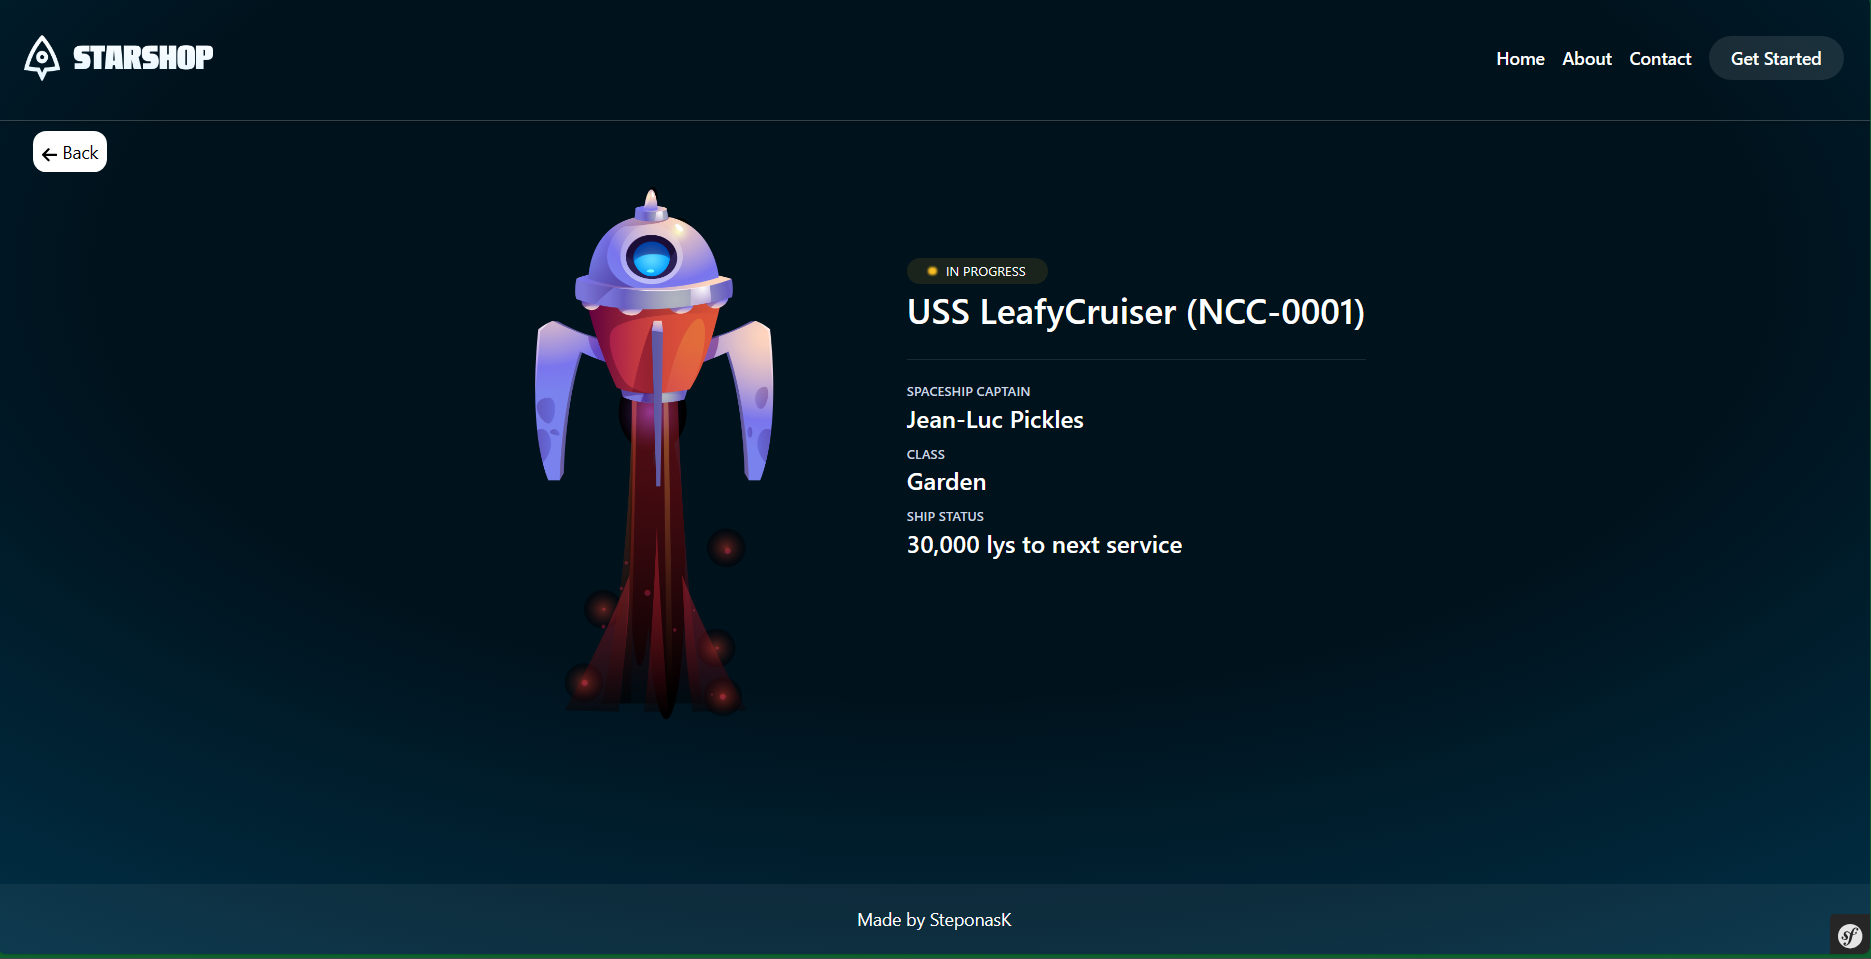 STARSHOP
Home About Contact Get Started
Back
IN PROGRESS
USS LeafyCruiser (NCC-0001)
SPACESHIP CAPTAIN
Jean-Luc Pickles
CLASS
Garden
SHIP STATUS
30,000 lys to next service
Made by SteponasK
sf